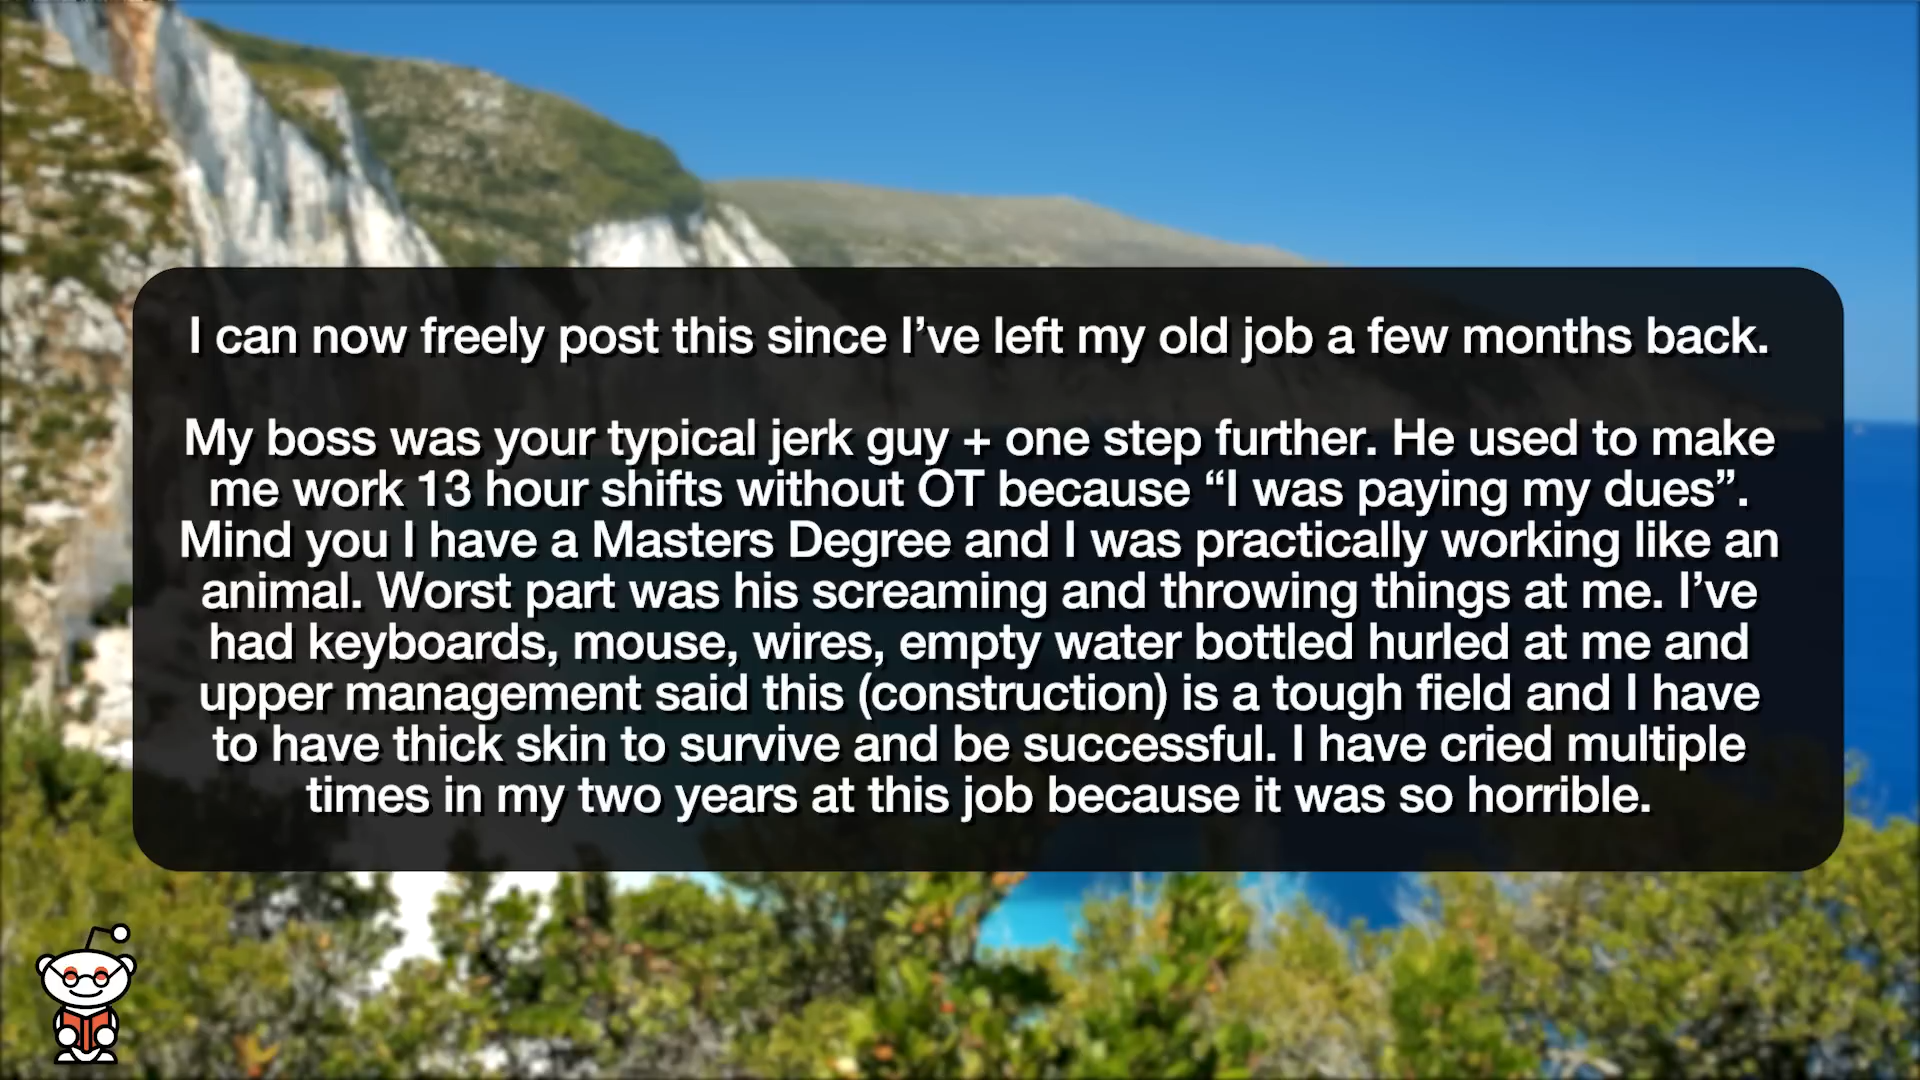 I can now freely post this since I’ve left my old job a few months back.
My boss was your typical jerk guy + one step further. He used to make
me work 13 hour shifts without OT because “I was paying my dues”.
Mind you I have a Masters Degree and I was practically working like an
animal. Worst part was his screaming and throwing things at me. I’ve
had keyboards, mouse, wires, empty water bottled hurled at me and
upper management said this (construction) is a tough field and I have
to have thick skin to survive and be successful. I have cried multiple
times in my two years at this job because it was so horrible.